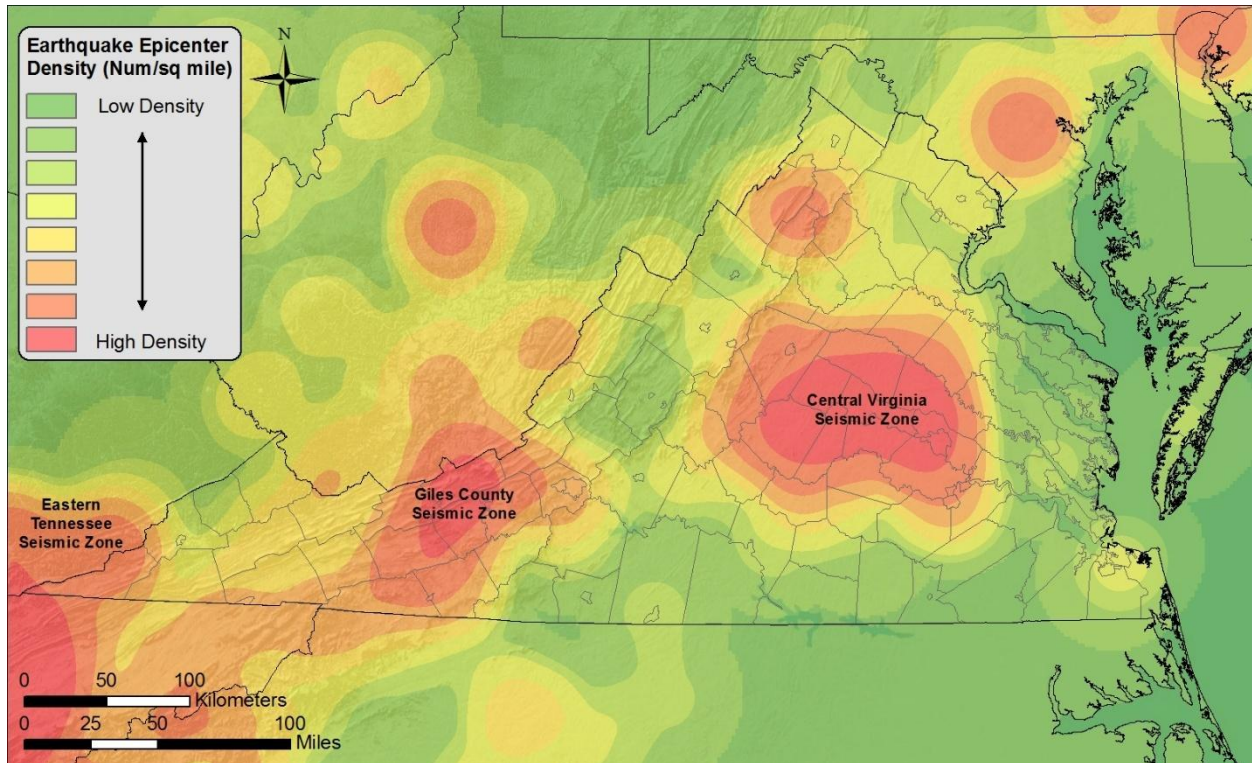 Earthquake Epicenter
Density (Num/sq mile)
Low Density
High Density
N
Central Virginia
Seismic Zone
Giles County
Seismic Zone
Eastern
Tennessee
Seismic Zone
0 50 100
Kilometers
0 25 50 100
Miles